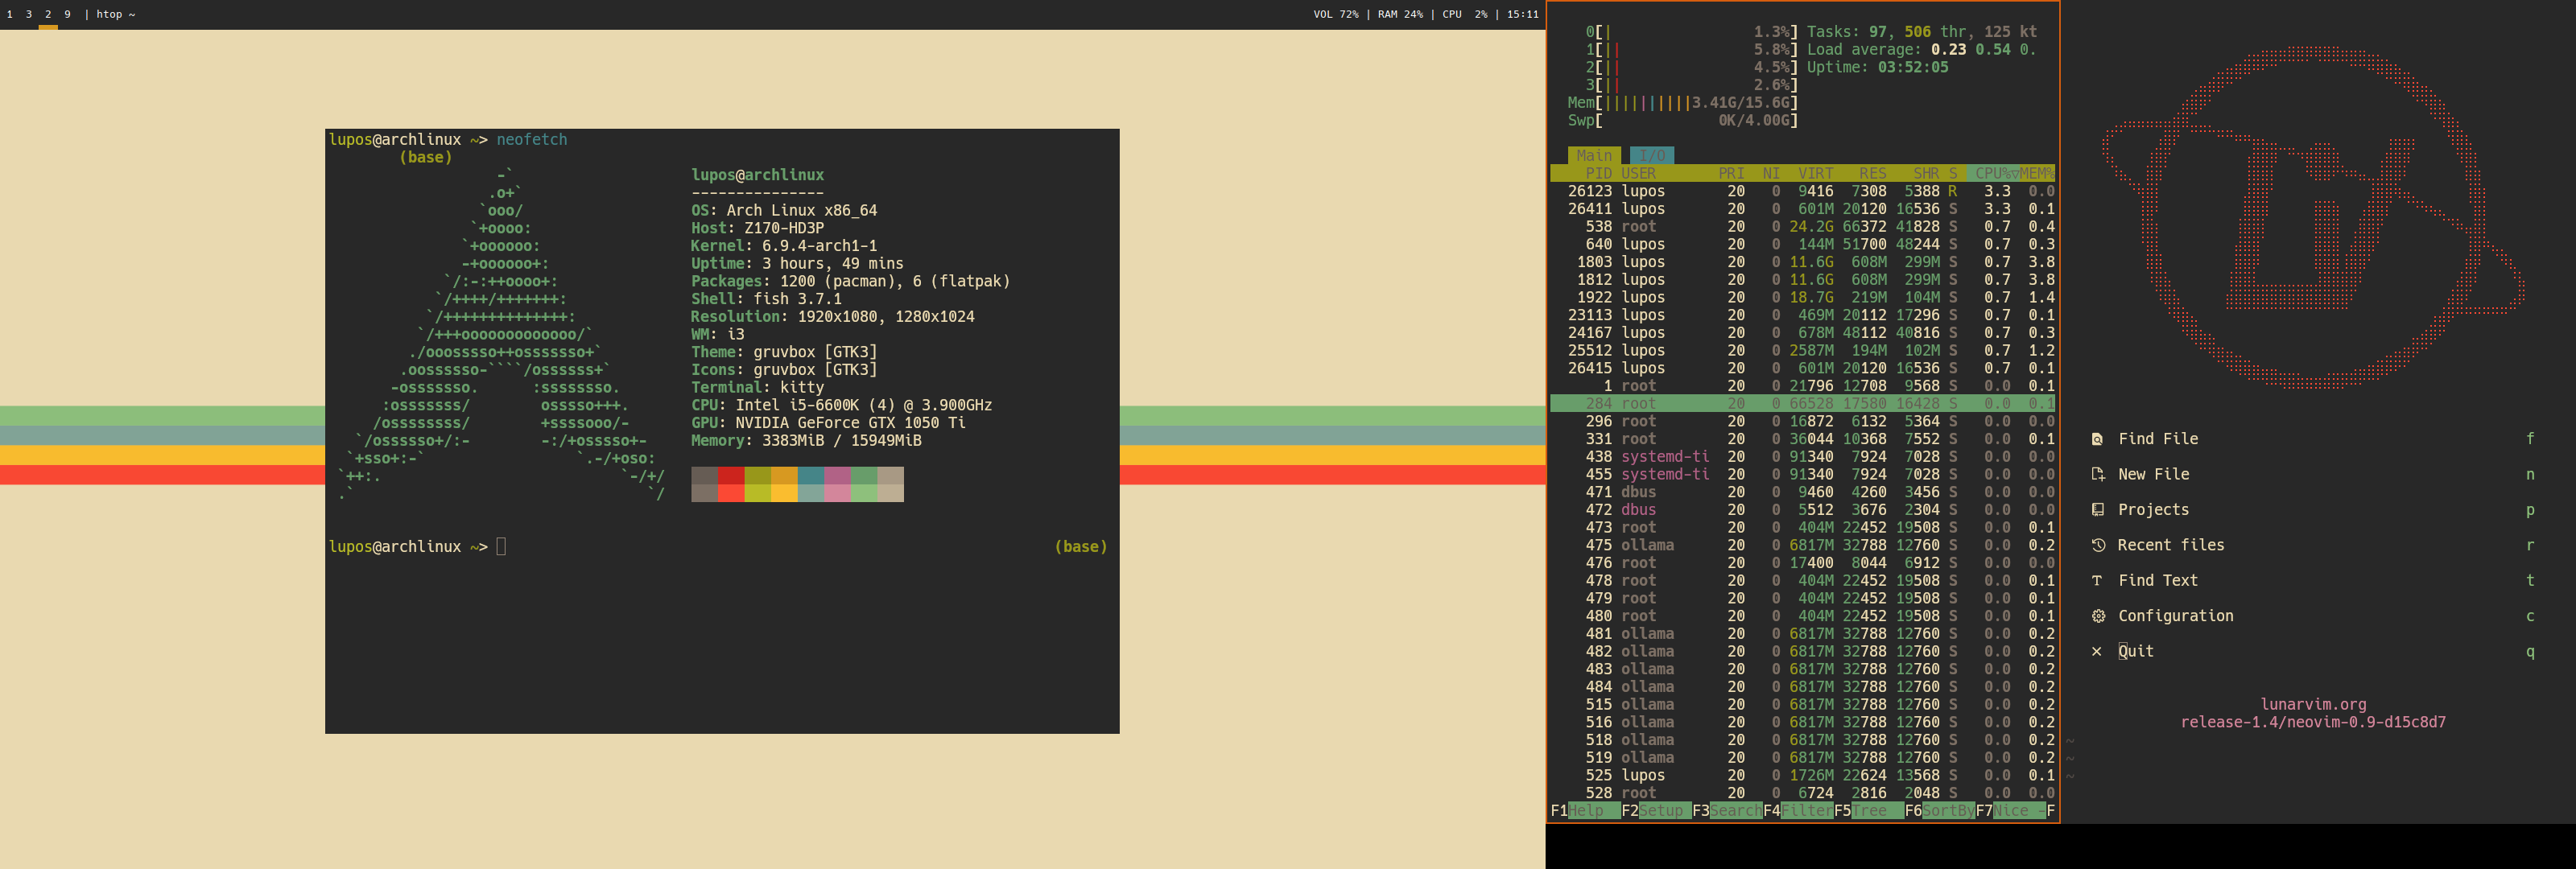 1 3 2 9 | htop ~
VOL 72% | RAM 24% | CPU 2% | 15:11
lupos@archlinux ~> neofetch
(base)
-`
.o+`
`ooo/
`+oooo:
`+oooooo:
-+oooooo+:
`/:-:++oooo+:
`/++++/+++++++:
`/++++++++++++++:
`/+++ooooooooooooo/`
./ooosssso++osssssso+`
.oossssso-````/ossssss+`
-osssssso. :ssssssso.
:osssssss/ osssso+++.
/ossssssss/ +ssssooo/-
`/ossssso+/:- -:/+osssso+-
`+sso+:-` `.-/+oso:
`++:. `-/+/
.` `/
lupos@archlinux
---------------
OS: Arch Linux x86_64
Host: Z170-HD3P
Kernel: 6.9.4-arch1-1
Uptime: 3 hours, 49 mins
Packages: 1200 (pacman), 6 (flatpak)
Shell: fish 3.7.1
Resolution: 1920x1080, 1280x1024
WM: i3
Theme: gruvbox [GTK3]
Icons: gruvbox [GTK3]
Terminal: kitty
CPU: Intel i5-6600K (4) @ 3.900GHz
GPU: NVIDIA GeForce GTX 1050 Ti
Memory: 3383MiB / 15949MiB
lupos@archlinux ~> (base)
0[| 1.3%] Tasks: 97, 506 thr, 125 kt
1[|| 5.8%] Load average: 0.23 0.54 0.
2[|| 4.5%] Uptime: 03:52:05
3[|| 2.6%]
Mem[||||||||||3.41G/15.6G]
Swp[ 0K/4.00G]
Main I/O
PID USER PRI NI VIRT RES SHR S CPU%▽MEM%
26123 lupos 20 0 9416 7308 5388 R 3.3 0.0
26411 lupos 20 0 601M 20120 16536 S 3.3 0.1
538 root 20 0 24.2G 66372 41828 S 0.7 0.4
640 lupos 20 0 144M 51700 48244 S 0.7 0.3
1803 lupos 20 0 11.6G 608M 299M S 0.7 3.8
1812 lupos 20 0 11.6G 608M 299M S 0.7 3.8
1922 lupos 20 0 18.7G 219M 104M S 0.7 1.4
23113 lupos 20 0 469M 20112 17296 S 0.7 0.1
24167 lupos 20 0 678M 48112 40816 S 0.7 0.3
25512 lupos 20 0 2587M 194M 102M S 0.7 1.2
26415 lupos 20 0 601M 20120 16536 S 0.7 0.1
1 root 20 0 21796 12708 9568 S 0.0 0.1
284 root 20 0 66528 17580 16428 S 0.0 0.1
296 root 20 0 16872 6132 5364 S 0.0 0.0
331 root 20 0 36044 10368 7552 S 0.0 0.1
438 systemd-ti 20 0 91340 7924 7028 S 0.0 0.0
455 systemd-ti 20 0 91340 7924 7028 S 0.0 0.0
471 dbus 20 0 9460 4260 3456 S 0.0 0.0
472 dbus 20 0 5512 3676 2304 S 0.0 0.0
473 root 20 0 404M 22452 19508 S 0.0 0.1
475 ollama 20 0 6817M 32788 12760 S 0.0 0.2
476 root 20 0 17400 8044 6912 S 0.0 0.0
478 root 20 0 404M 22452 19508 S 0.0 0.1
479 root 20 0 404M 22452 19508 S 0.0 0.1
480 root 20 0 404M 22452 19508 S 0.0 0.1
481 ollama 20 0 6817M 32788 12760 S 0.0 0.2
482 ollama 20 0 6817M 32788 12760 S 0.0 0.2
483 ollama 20 0 6817M 32788 12760 S 0.0 0.2
484 ollama 20 0 6817M 32788 12760 S 0.0 0.2
515 ollama 20 0 6817M 32788 12760 S 0.0 0.2
516 ollama 20 0 6817M 32788 12760 S 0.0 0.2
518 ollama 20 0 6817M 32788 12760 S 0.0 0.2
519 ollama 20 0 6817M 32788 12760 S 0.0 0.2
525 lupos 20 0 1726M 22624 13568 S 0.0 0.1
528 root 20 0 6724 2816 2048 S 0.0 0.0
F1Help F2Setup F3SearchF4FilterF5Tree F6SortByF7Nice -F
Find File f
New File n
Projects p
Recent files r
Find Text t
Configuration c
Quit q
lunarvim.org
release-1.4/neovim-0.9-d15c8d7
~
~
~